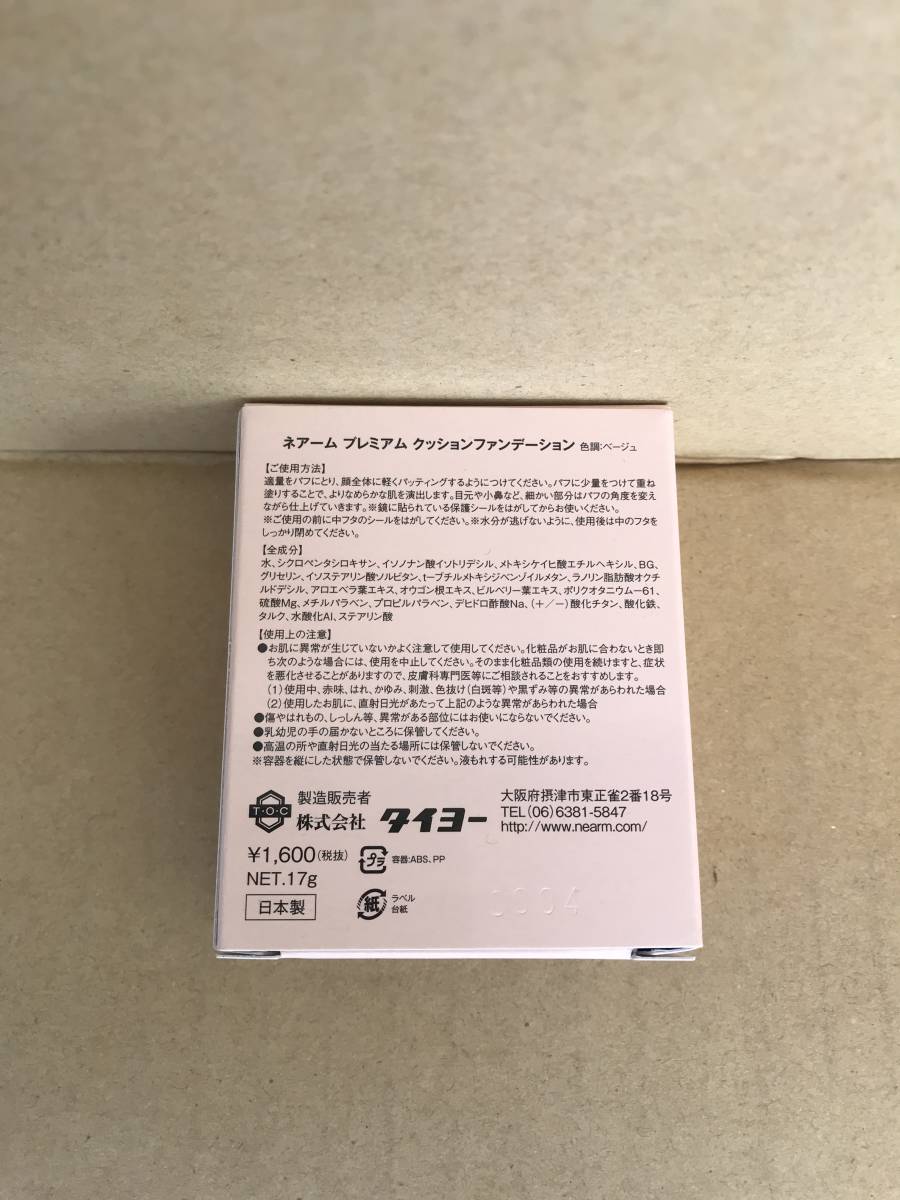 ネアーム プレミアム クッションファンデーション 色調:ベージュ
【ご使用方法】
適量をパフにとり、顔全体に軽くパッティングするようにつけてください。パフに少量をつけて重ね
塗りすることで、よりなめらかな肌を演出します。目元や小鼻など、細かい部分はパフの角度を変え
ながら仕上げていきます。※鏡に貼られている保護シールをはがしてからお使いください。
※ご使用の前に中フタのシールをはがしてください。※水分が逃げないように、使用後は中のフタを
しっかり閉めてください。
【全成分】
水、シクロペンタシロキサン、イソノナン酸イソトリデシル、メトキシケイヒ酸エチルヘキシル、BG、
グリセリン、イソステアリン酸ソルビタン、t-ブチルメトキシジベンゾイルメタン、ラノリン脂肪酸オクチ
ルドデシル、アロエベラ葉エキス、オウゴン根エキス、ビルベリー葉エキス、ポリクオタニウム-61、
硫酸Mg、メチルパラベン、プロピルパラベン、デヒドロ酢酸Na、(+/-)酸化チタン、酸化鉄、
タルク、水酸化Al、ステアリン酸
【使用上の注意】
●お肌に異常が生じていないかよく注意して使用してください。化粧品がお肌に合わないとき即
ち次のような場合には、使用を中止してください。そのまま化粧品類の使用を続けますと、症状
を悪化させることがありますので、皮膚科専門医等にご相談されることをおすすめします。
(1)使用中、赤味、はれ、かゆみ、刺激、色抜け(白斑等)や黒ずみ等の異常があらわれた場合
(2)使用したお肌に、直射日光があたって上記のような異常があらわれた場合
●傷やはれもの、しっしん等、異常がある部位にはお使いにならないでください。
●乳幼児の手の届かないところに保管してください。
●高温の所や直射日光の当たる場所には保管しないでください。
※容器を縦にした状態で保管しないでください。液もれする可能性があります。
T・O・C
製造販売者
株式会社 タイヨー
大阪府摂津市東正雀2番18号
TEL(06)6381-5847
http://www.nearm.com/
¥1,600(税抜)
プラ
容器:ABS、PP
NET.17g
紙
ラベル
台紙
日本製